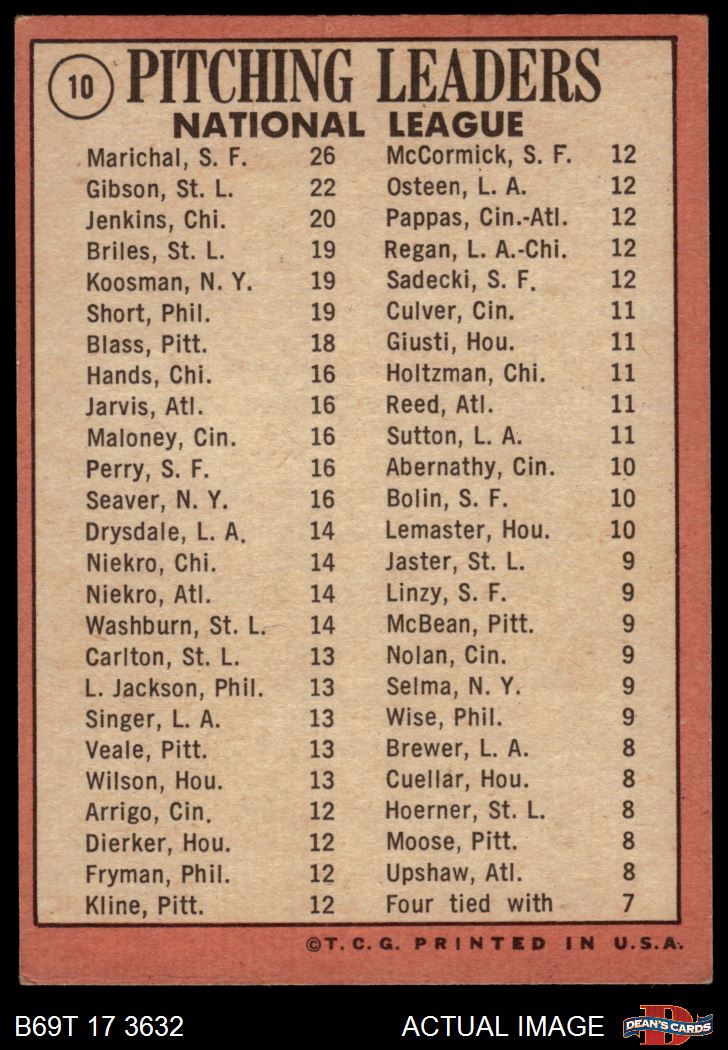 10 PITCHING LEADERS
NATIONAL LEAGUE
Marichal, S. F. 26
Gibson, St. L. 22
Jenkins, Chi. 20
Briles, St. L. 19
Koosman, N. Y. 19
Short, Phil. 19
Blass, Pitt. 18
Hands, Chi. 16
Jarvis, Atl. 16
Maloney, Cin. 16
Perry, S. F. 16
Seaver, N. Y. 16
Drysdale, L. A. 14
Niekro, Chi. 14
Niekro, Atl. 14
Washburn, St. L. 14
Carlton, St. L. 13
L. Jackson, Phil. 13
Singer, L. A. 13
Veale, Pitt. 13
Wilson, Hou. 13
Arrigo, Cin. 12
Dierker, Hou. 12
Fryman, Phil. 12
Kline, Pitt. 12
McCormick, S. F. 12
Osteen, L. A. 12
Pappas, Cin.-Atl. 12
Regan, L. A.-Chi. 12
Sadecki, S. F. 12
Culver, Cin. 11
Giusti, Hou. 11
Holtzman, Chi. 11
Reed, Atl. 11
Sutton, L. A. 11
Abernathy, Cin. 10
Bolin, S. F. 10
Lemaster, Hou. 10
Jaster, St. L. 9
Linzy, S. F. 9
McBean, Pitt. 9
Nolan, Cin. 9
Selma, N. Y. 9
Wise, Phil. 9
Brewer, L. A. 8
Cuellar, Hou. 8
Hoerner, St. L. 8
Moose, Pitt. 8
Upshaw, Atl. 8
Four tied with 7
©T. C. G. PRINTED IN U.S.A.
B69T 17 3632 ACTUAL IMAGE
D
DEAN'S CARDS